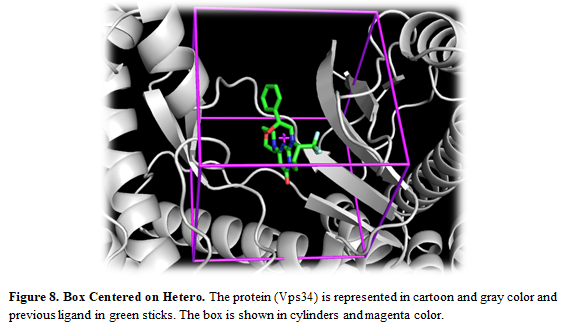 Figure 8. Box Centered on Hetero. The protein (Vps34) is represented in cartoon and gray color and
previous ligand in green sticks. The box is shown in cylinders and magenta color.